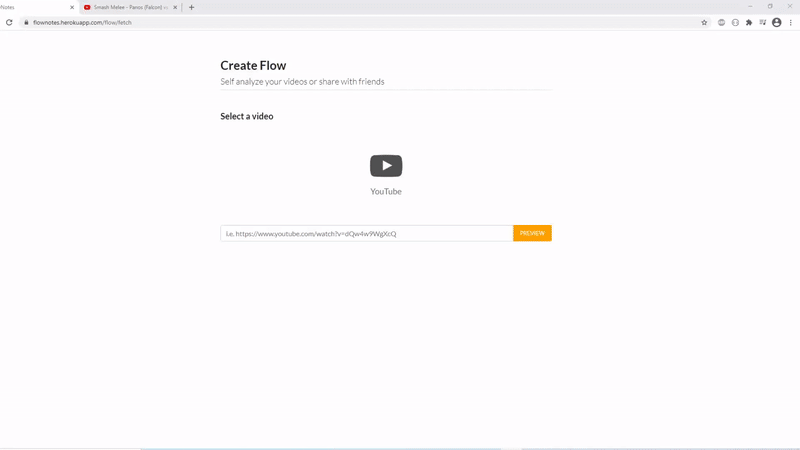 Notes
Smash Melee - Panos (Falcon) v
flownotes.herokuapp.com/flow/fetch
Create Flow
Self analyze your videos or share with friends
Select a video
YouTube
i.e. https://www.youtube.com/watch?v=dQw4w9WgXcQ
PREVIEW